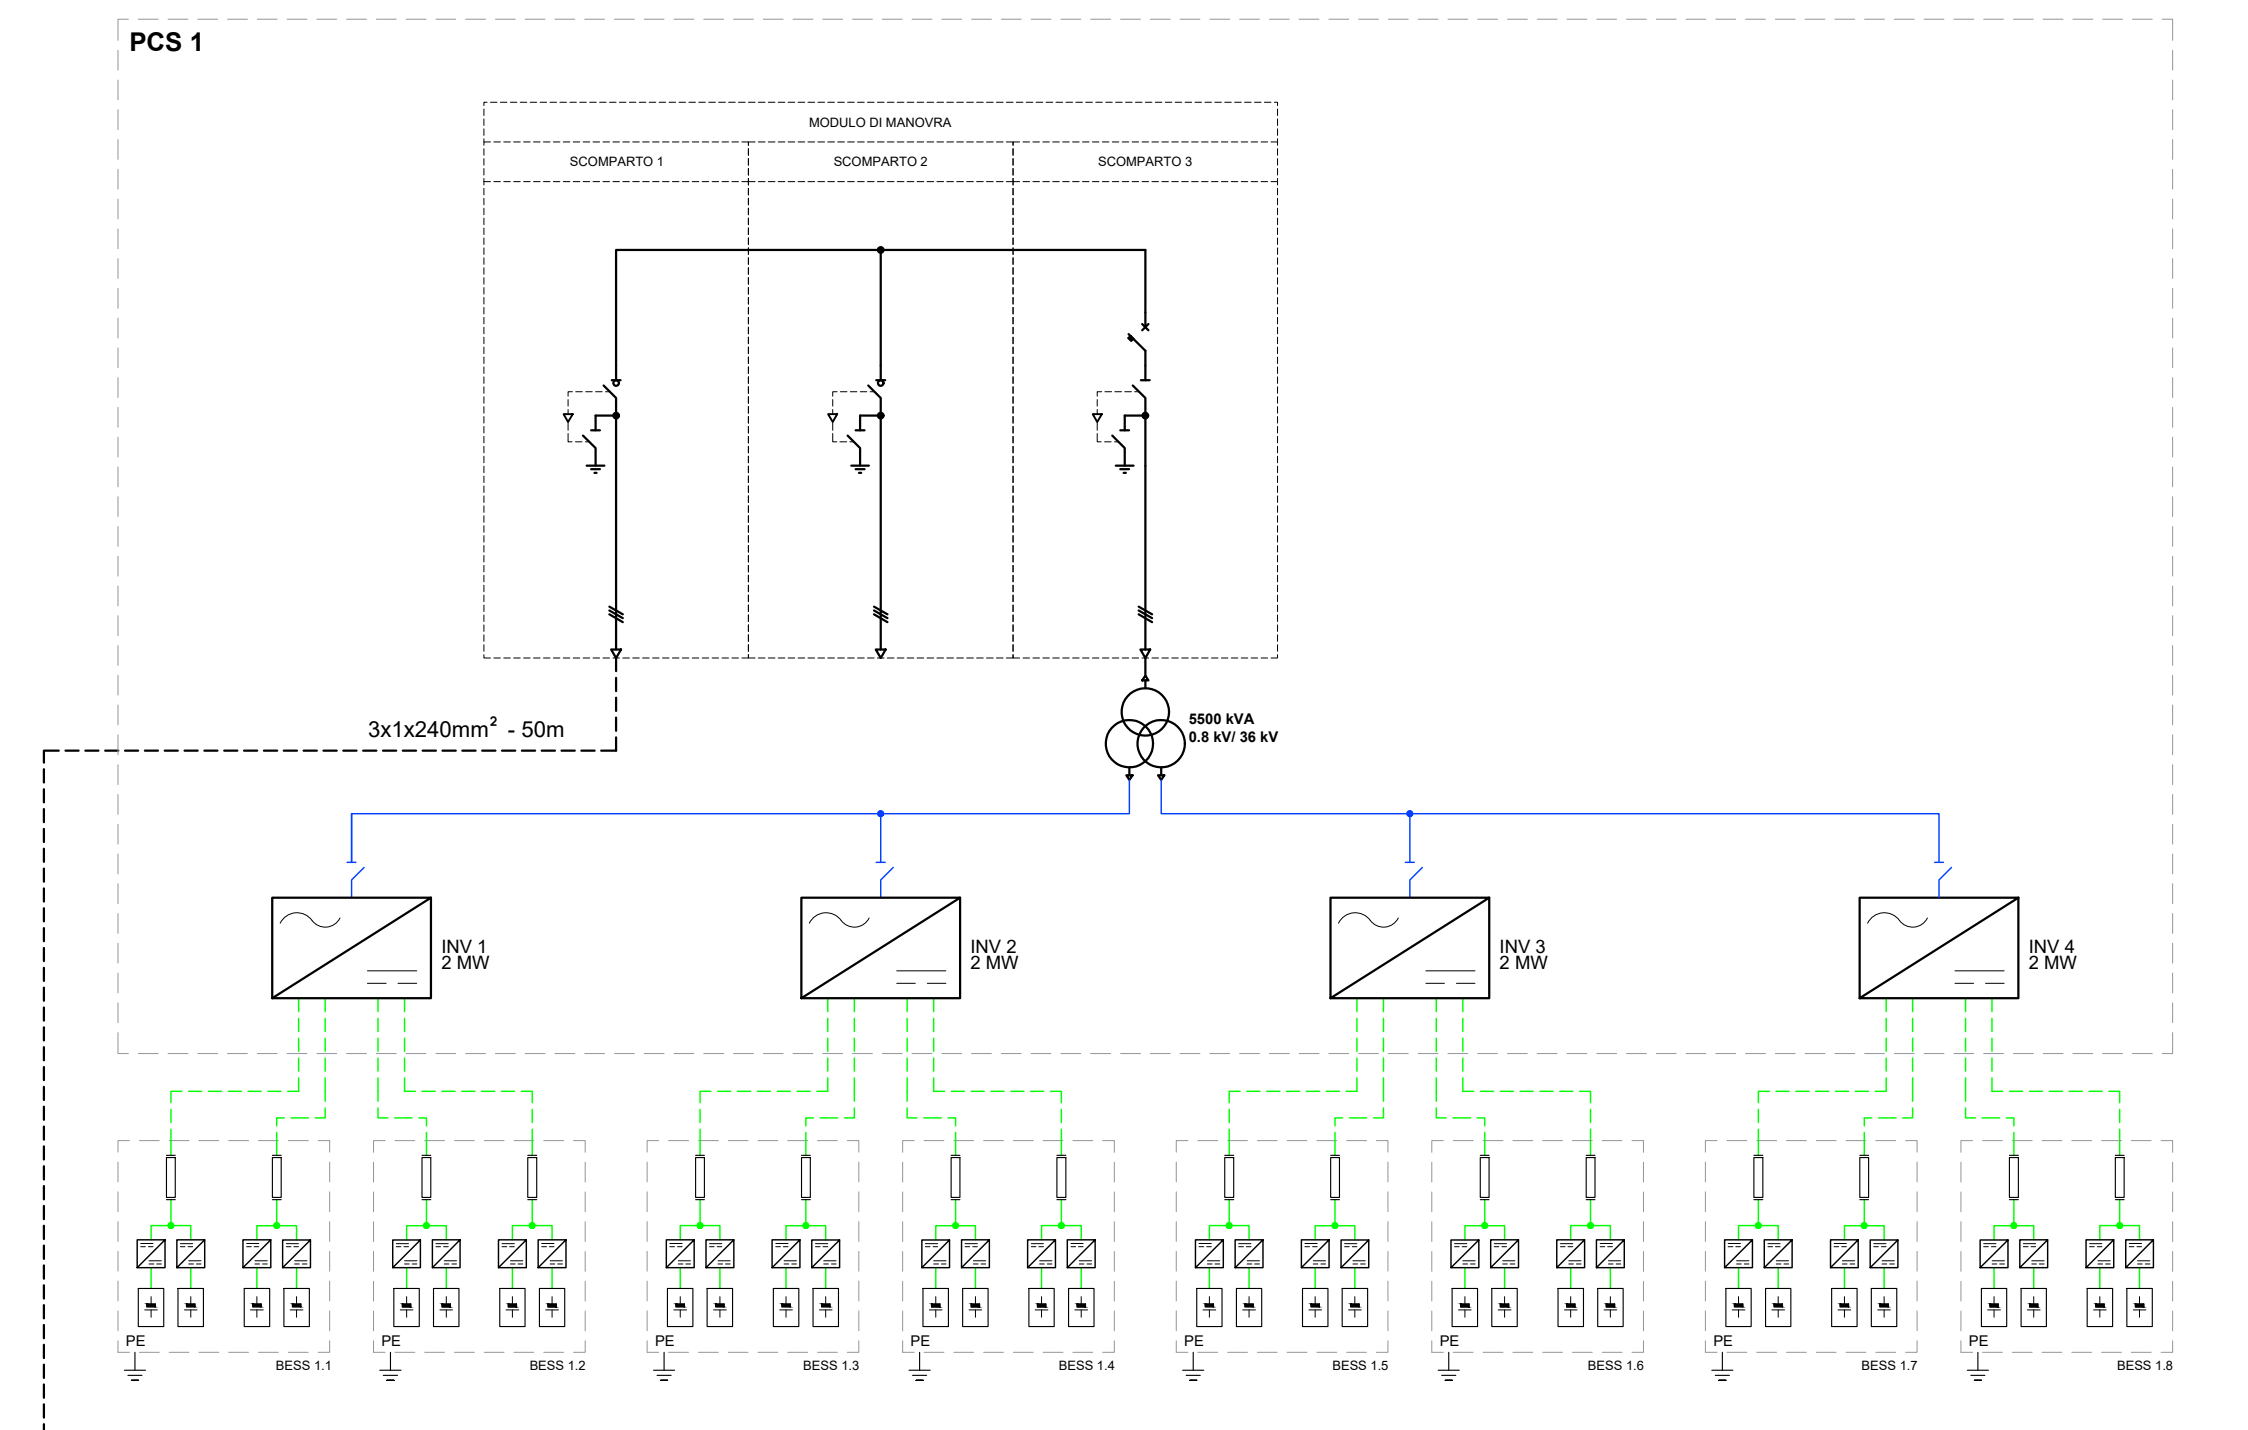 PCS 1
MODULO DI MANOVRA
SCOMPARTO 1
SCOMPARTO 2
SCOMPARTO 3
3x1x240mm² - 50m
5500 kVA
0.8 kV/ 36 kV
INV 1
2 MW
INV 2
2 MW
INV 3
2 MW
INV 4
2 MW
PE
PE
PE
PE
PE
PE
PE
PE
BESS 1.1
BESS 1.2
BESS 1.3
BESS 1.4
BESS 1.5
BESS 1.6
BESS 1.7
BESS 1.8